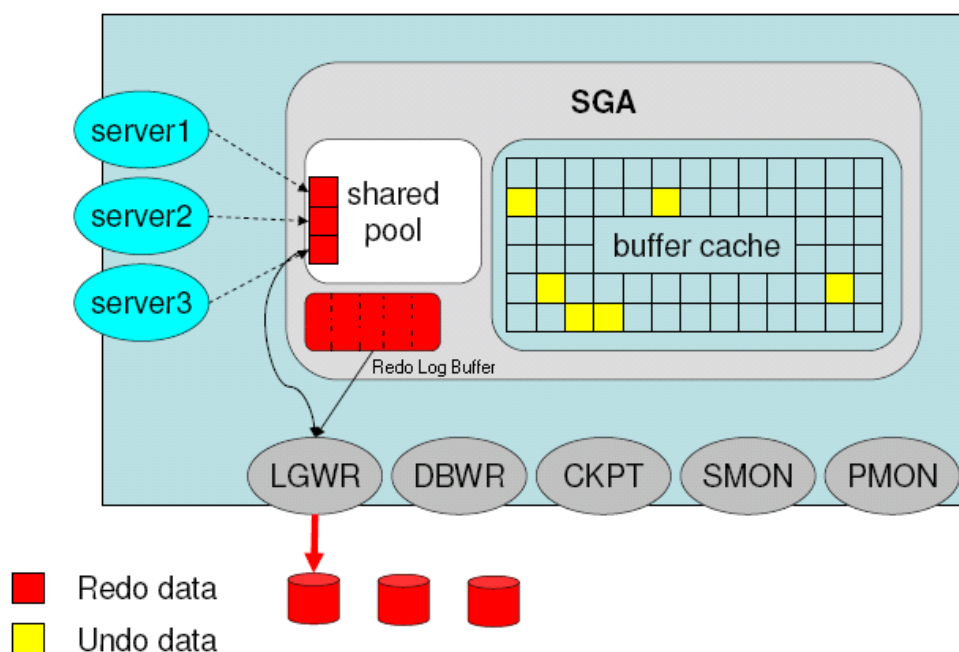 SGA
server1
server2
server3
shared
pool
buffer cache
Redo Log Buffer
LGWR
DBWR
CKPT
SMON
PMON
Redo data
Undo data